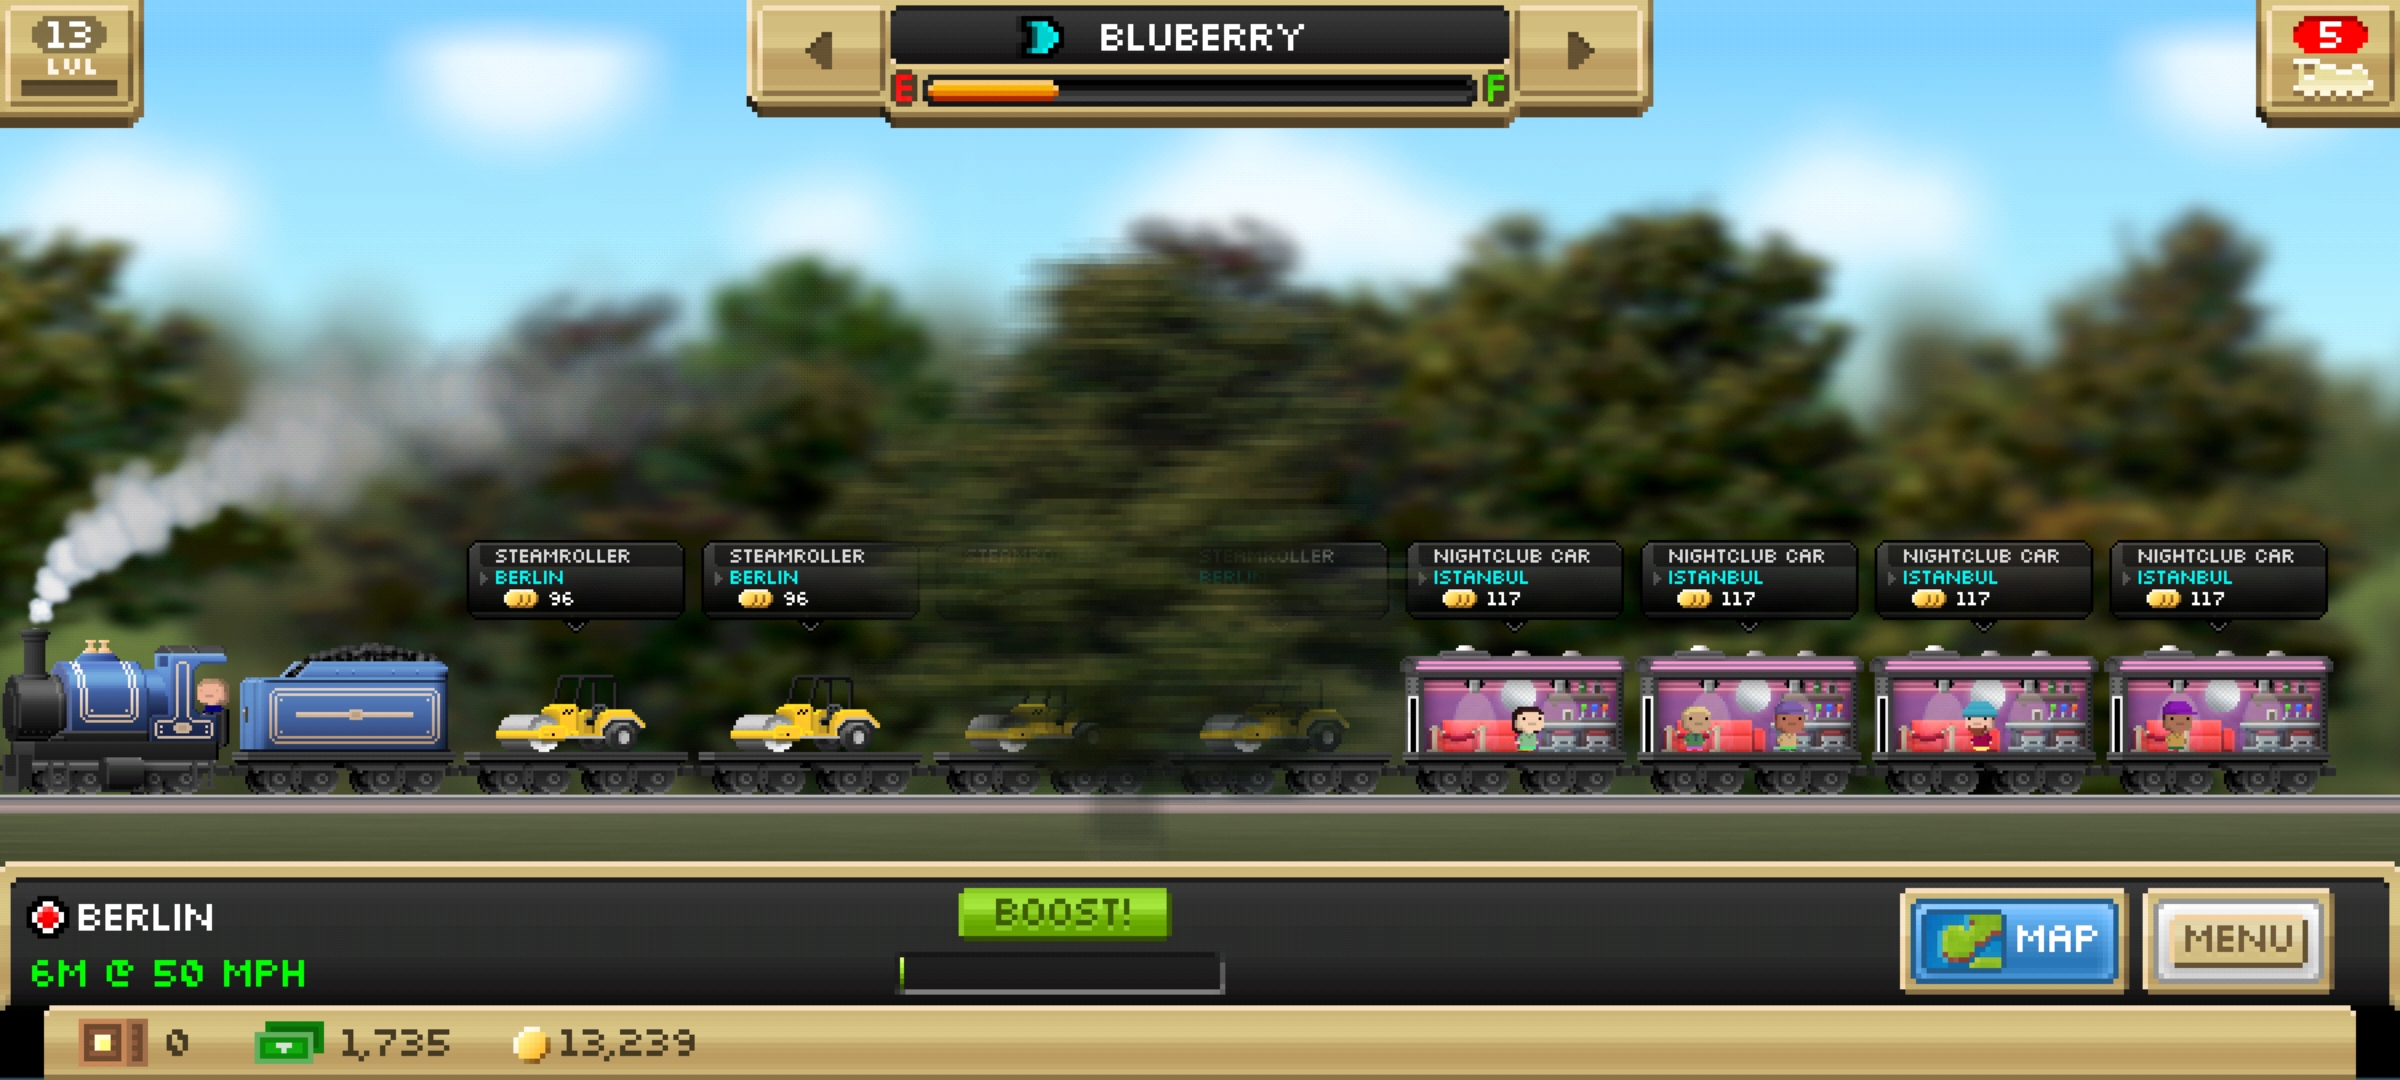 13
LVL
BLUBERRY
E F
5
STEAMROLLER
BERLIN
96
STEAMROLLER
BERLIN
96
STEAMROLLER
BERLIN
NIGHTCLUB CAR
ISTANBUL
117
NIGHTCLUB CAR
ISTANBUL
117
NIGHTCLUB CAR
ISTANBUL
117
NIGHTCLUB CAR
ISTANBUL
117
BERLIN
6M @ 50 MPH
BOOST!
MAP
MENU
0
1,735
13,239